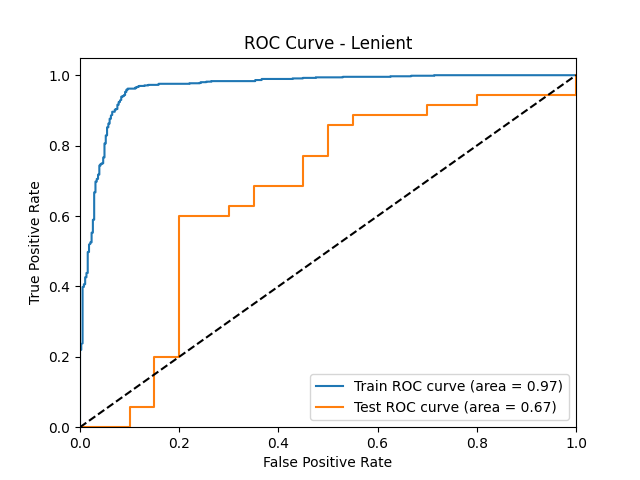 ROC Curve - Lenient
True Positive Rate
1.0
0.8
0.6
0.4
0.2
0.0
Train ROC curve (area = 0.97)
Test ROC curve (area = 0.67)
0.0 0.2 0.4 0.6 0.8 1.0
False Positive Rate